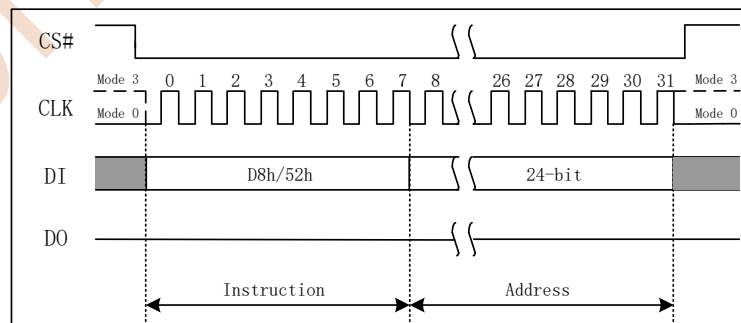 CS#
Mode 3 0 1 2 3 4 5 6 7 8 26 27 28 29 30 31 Mode 3
CLK
Mode 0 Mode 0
DI D8h/52h 24-bit
DO
Instruction Address